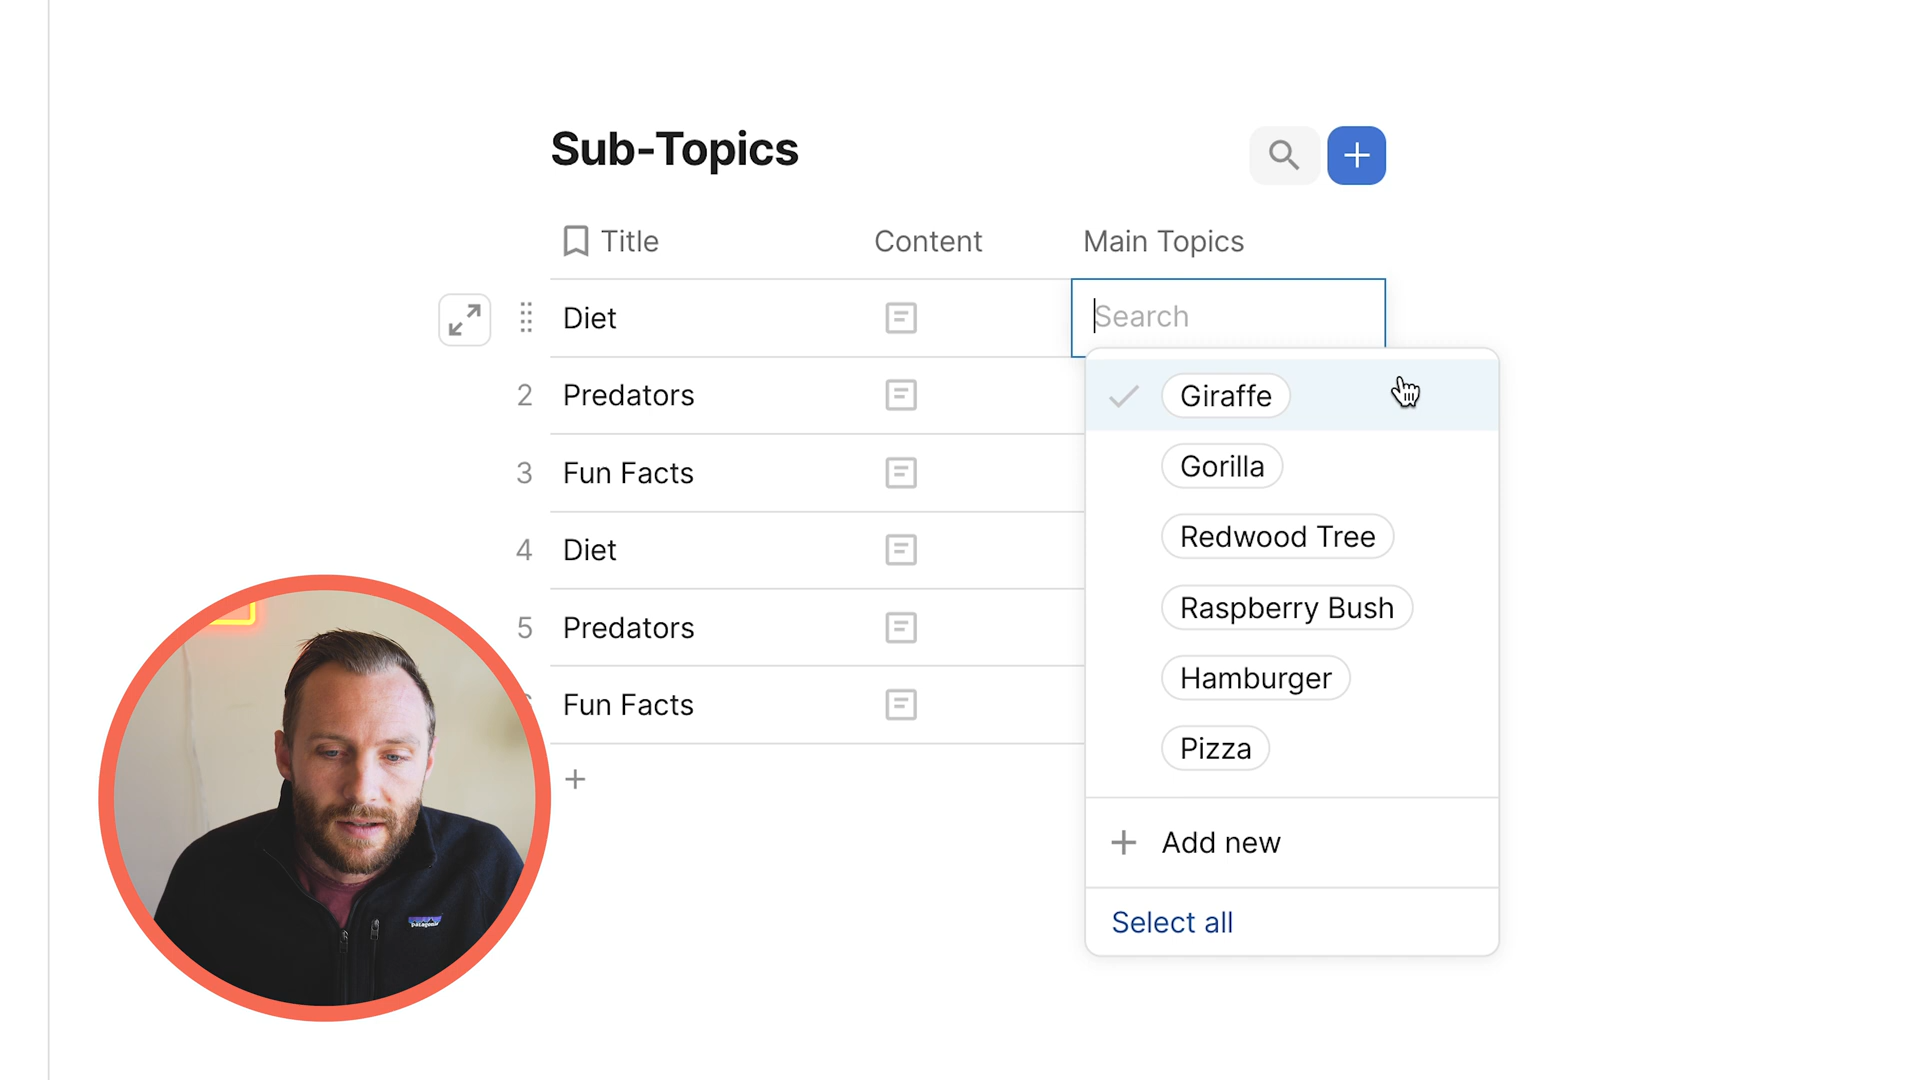 Sub-Topics
Title Content Main Topics
Diet Search
2 Predators Giraffe
Gorilla
3 Fun Facts
Redwood Tree
4 Diet
Raspberry Bush
5 Predators
Hamburger
Fun Facts
Pizza
Add new
Select all
patagonia